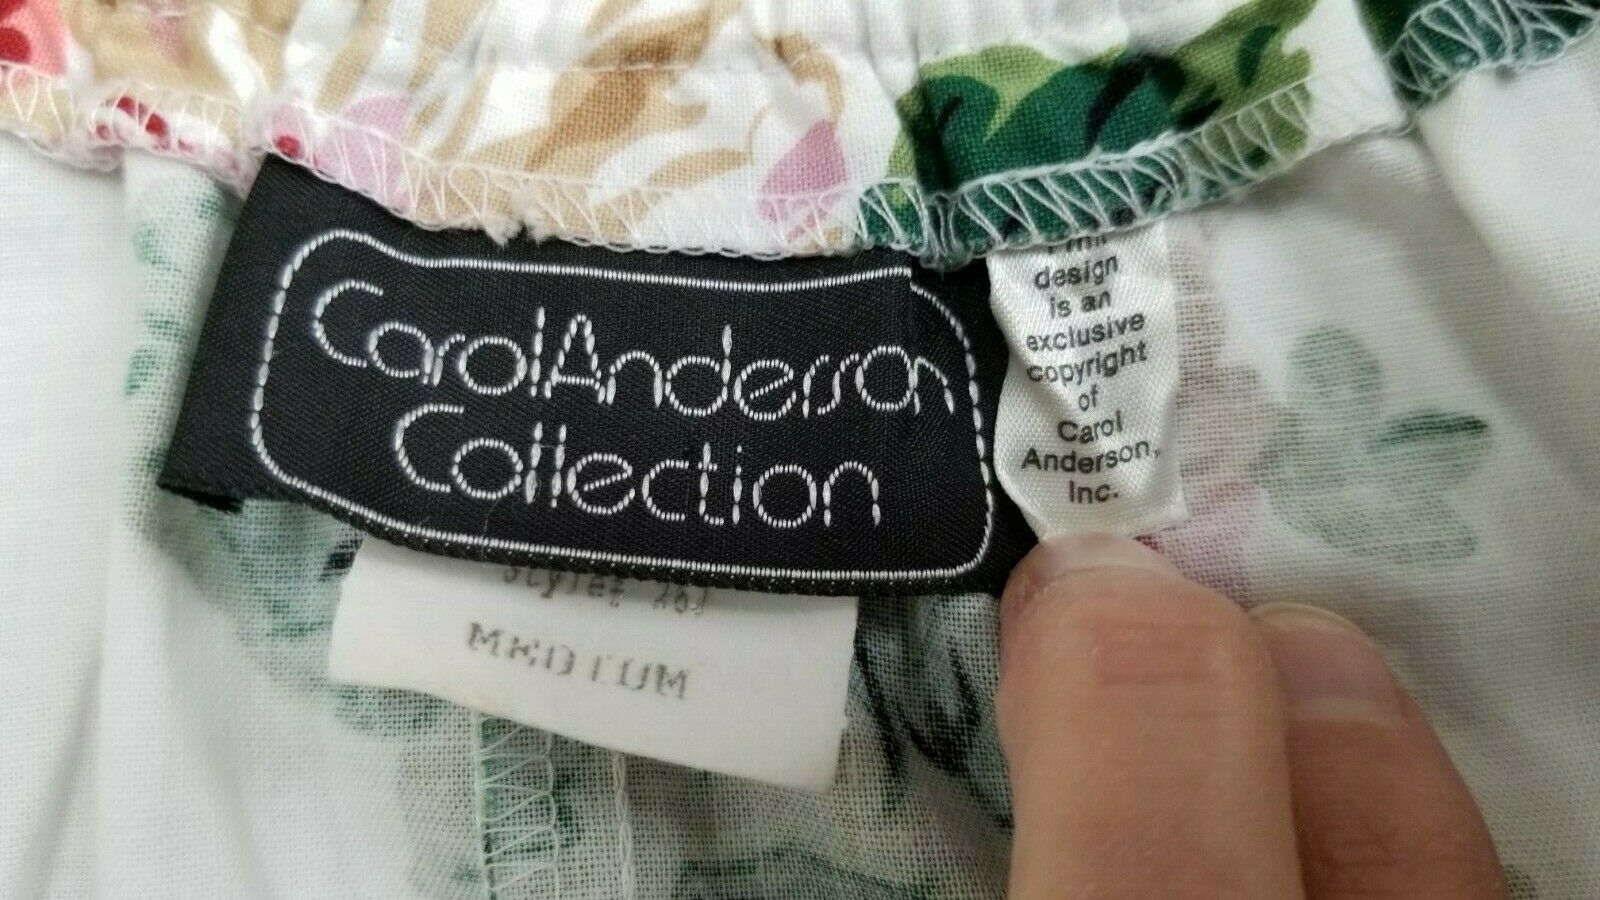 CarolAnderson
Collection
design
is an
exclusive
copyright
of
Carol
Anderson,
Inc.
MEDIUM